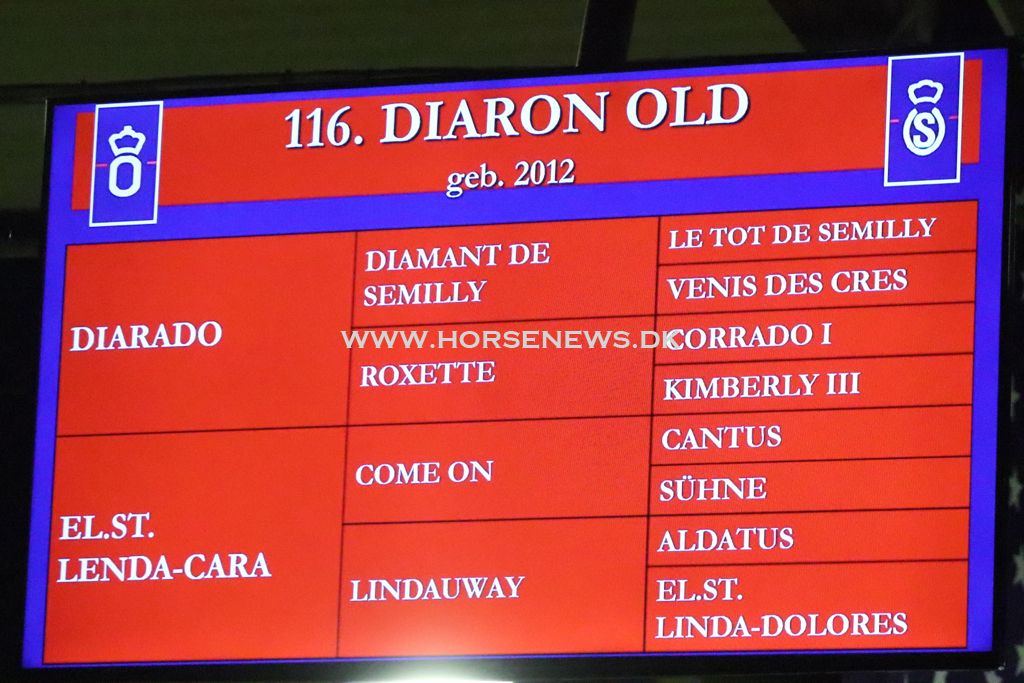 116. DIARON OLD
geb. 2012
O
OS
DIARADO
DIAMANT DE
SEMILLY
LE TOT DE SEMILLY
VENIS DES CRES
WWW.HORSENEWS.DK
ROXETTE
CORRADO I
KIMBERLY III
EL.ST.
LENDA-CARA
COME ON
CANTUS
SÜHNE
LINDAUWAY
ALDATUS
EL.ST.
LINDA-DOLORES